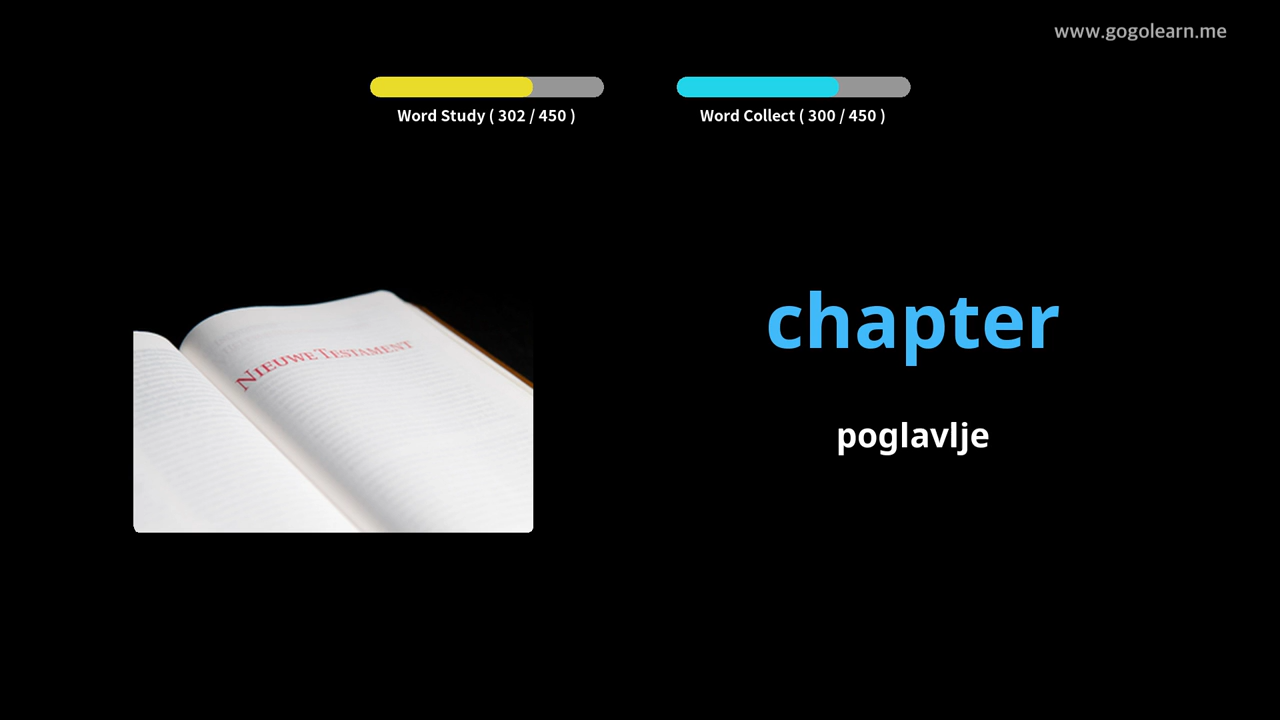 www.gogolearn.me
Word Study ( 302 / 450 )
Word Collect ( 300 / 450 )
chapter
poglavlje
NIEUWE TESTAMENT